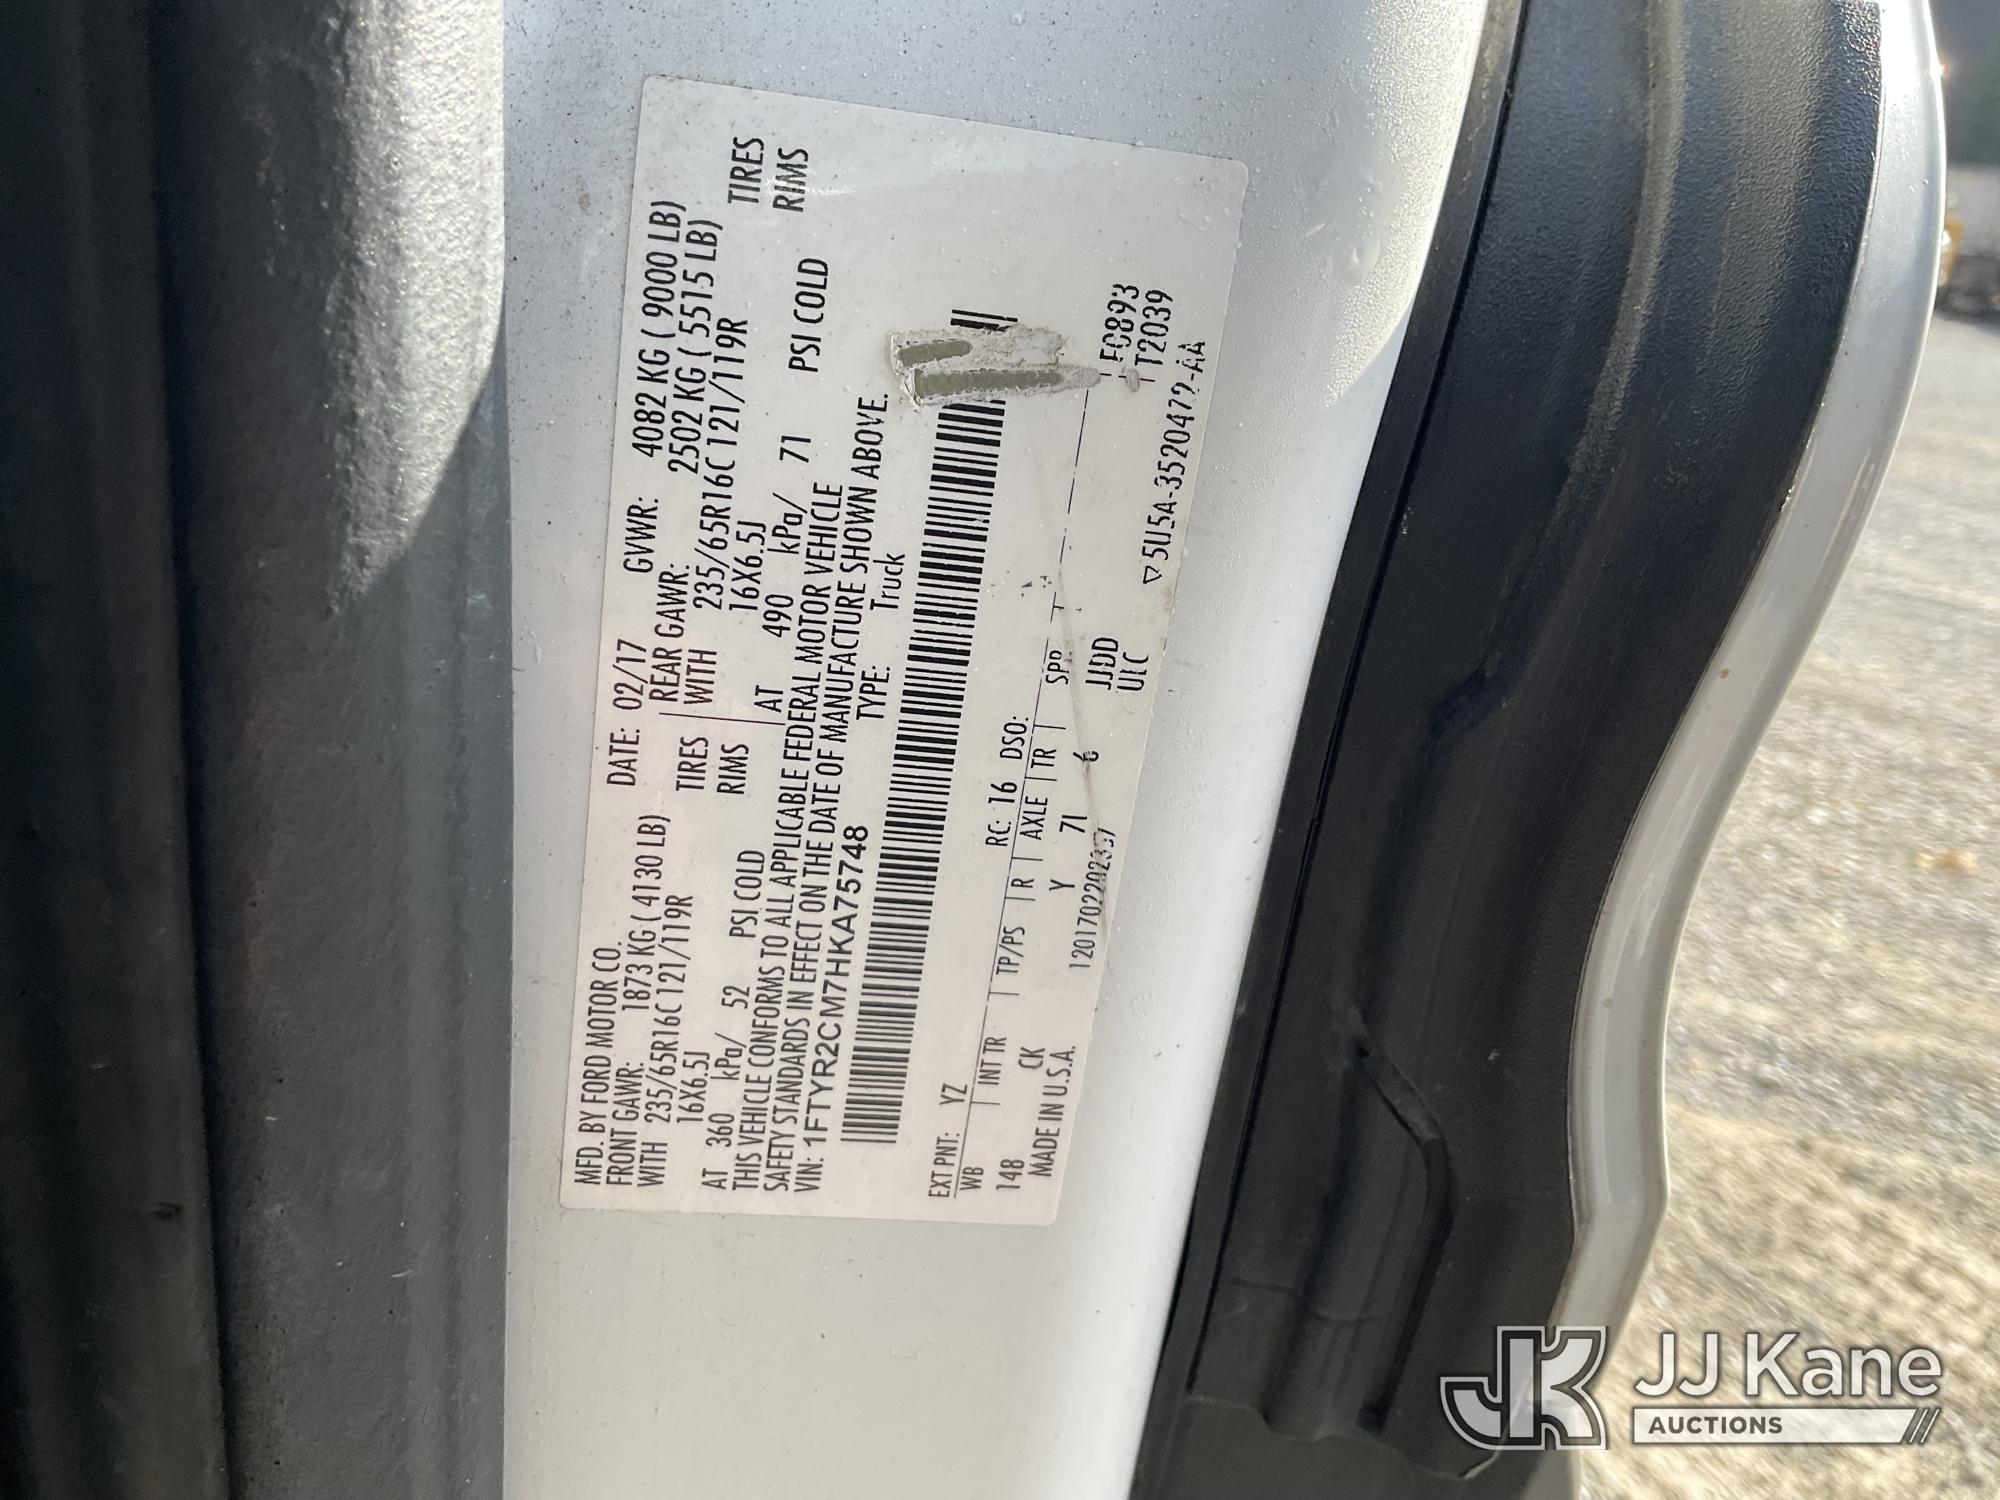 MFD. BY FORD MOTOR CO.
DATE: 02/17 GVWR: 4082 KG ( 9000 LB)
FRONT GAWR: 1873 KG ( 4130 LB) REAR GAWR: 2502 KG ( 5515 LB)
WITH 235/65R16C 121/119R TIRES WITH 235/65R16C 121/119R TIRES
16X6.5J RIMS 16X6.5J RIMS
AT 360 kPa/ 52 PSI COLD AT 490 kPa/ 71 PSI COLD
THIS VEHICLE CONFORMS TO ALL APPLICABLE FEDERAL MOTOR VEHICLE
SAFETY STANDARDS IN EFFECT ON THE DATE OF MANUFACTURE SHOWN ABOVE.
VIN: 1FTYR2CM7HKA75748 TYPE: Truck
EXT PNT: YZ RC: 16 DSO:
WB INT TR TP/PS R AXLE TR SPR
148 CK Y 71 6 JJDD
MADE IN U.S.A. T2039
▽5U5A-3520472-AA
JK JJ Kane
AUCTIONS